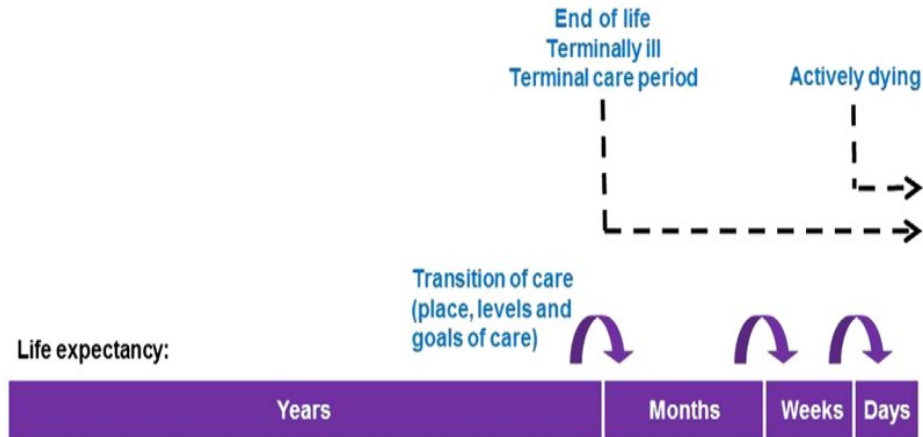 End of life
Terminally ill
Terminal care period
Actively dying
Transition of care
(place, levels and
goals of care)
Life expectancy:
Years
Months
Weeks
Days